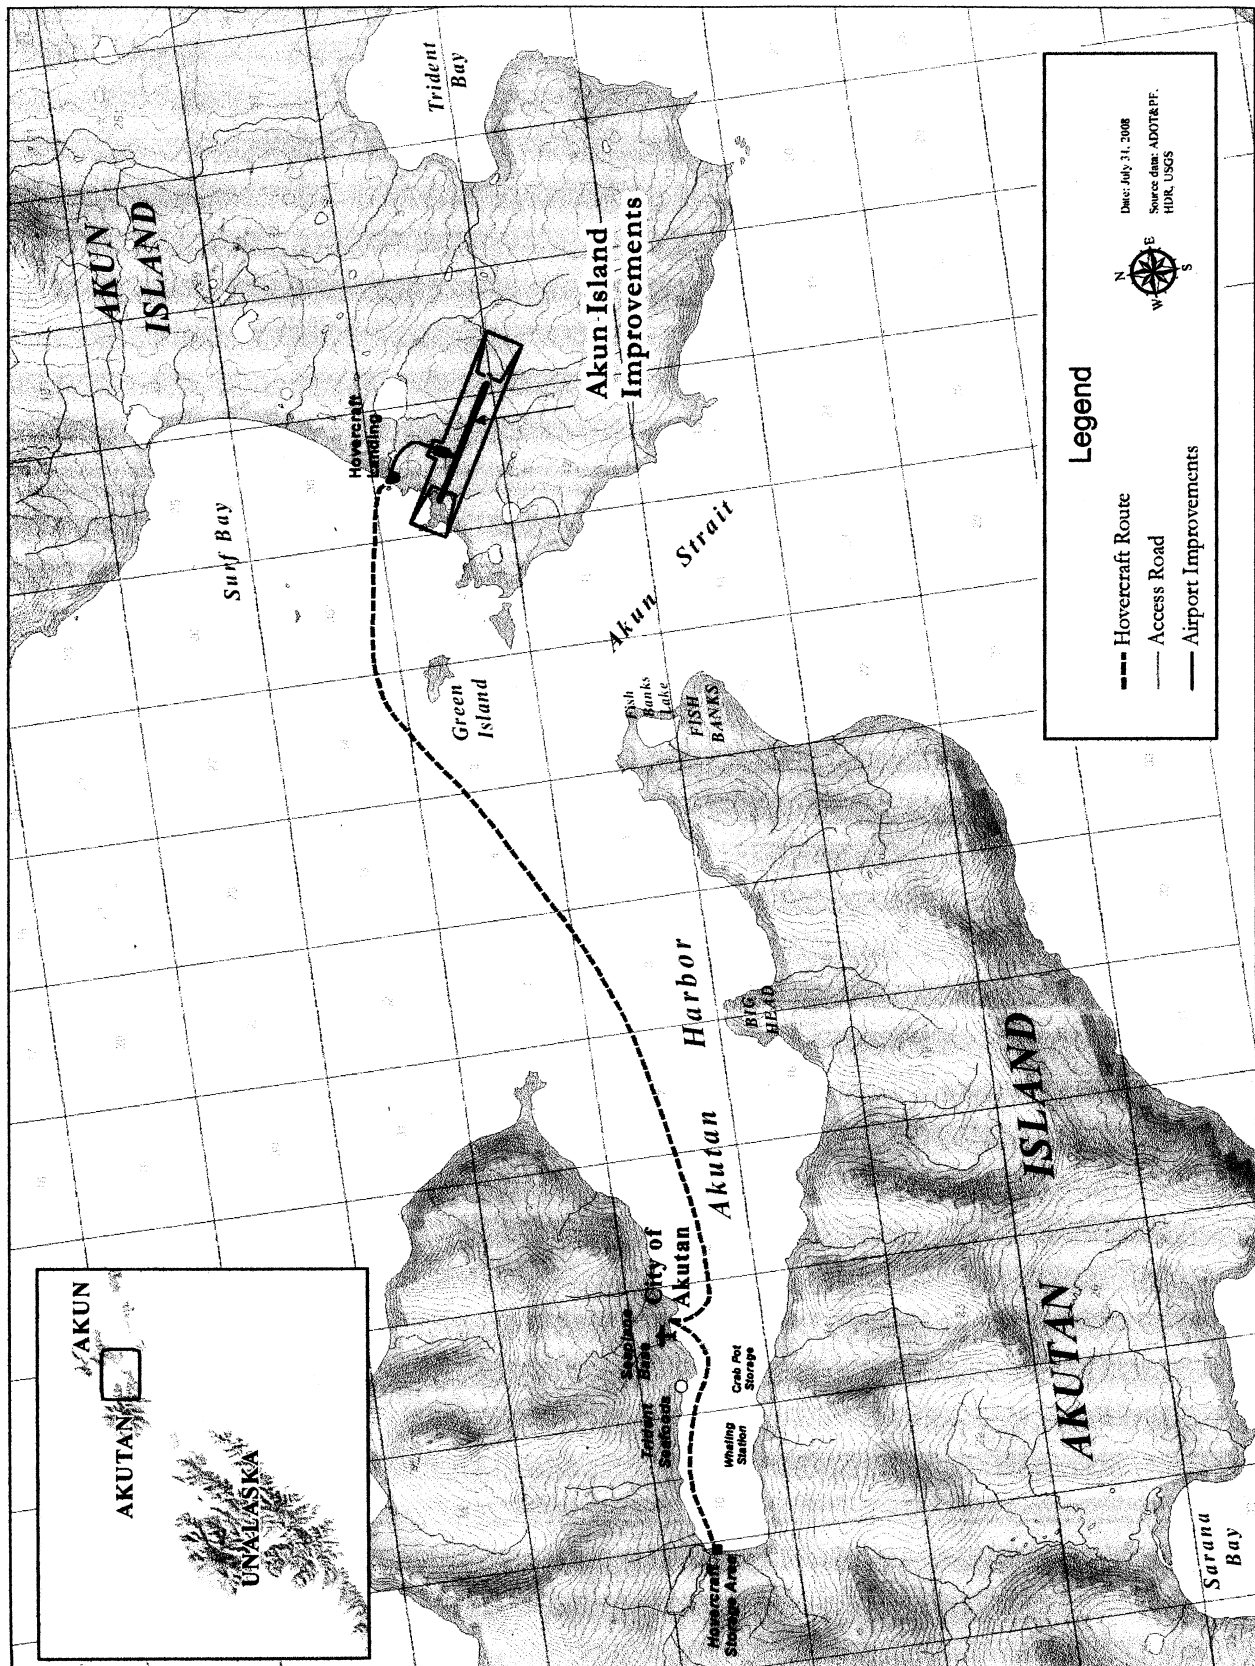 AKUTAN
AKUN
UNALASKA
AKUN
ISLAND
Trident
Bay
Surf Bay
Hovercraft
Landing
Akun Island
Improvements
Green
Island
Akun Strait
Fish
Banks
Lake
FISH
BANKS
Akutan Harbor
BIG
HEAD
City of
Akutan
Seaplane
Base
Trident
Seafoods
Crab Pot
Storage
Whaling
Station
Hovercraft
Storage Area
AKUTAN ISLAND
Sarana
Bay
Legend
Hovercraft Route
Access Road
Airport Improvements
N
W
E
S
Date: July 31, 2008
Source data: ADOT&PF,
HDR, USGS